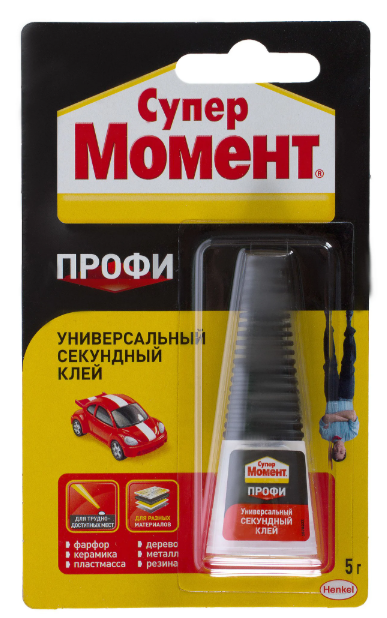 Супер
Момент®
ПРОФИ
УНИВЕРСАЛЬНЫЙ
СЕКУНДНЫЙ
КЛЕЙ
ДЛЯ ТРУДНО-
ДОСТУПНЫХ МЕСТ
ДЛЯ РАЗНЫХ
МАТЕРИАЛОВ
• фарфор
• керамика
• пластмасса
• дерево
• металл
• резина
Супер
Момент
ПРОФИ
Универсальный
СЕКУНДНЫЙ
КЛЕЙ
5 г
Henkel